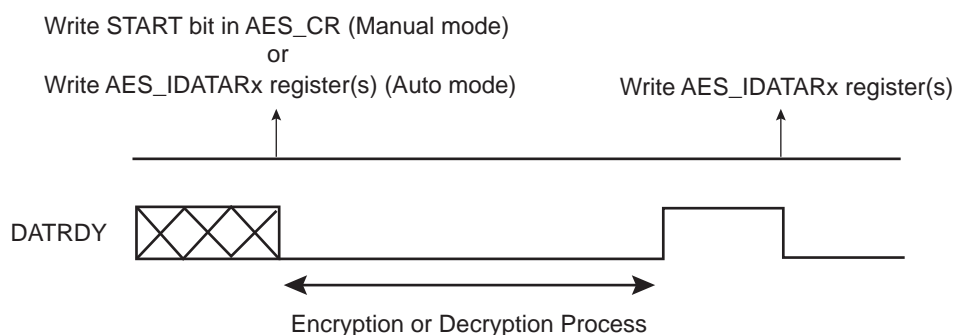 Write START bit in AES_CR (Manual mode)
or
Write AES_IDATARx register(s) (Auto mode)
Write AES_IDATARx register(s)
DATRDY
Encryption or Decryption Process